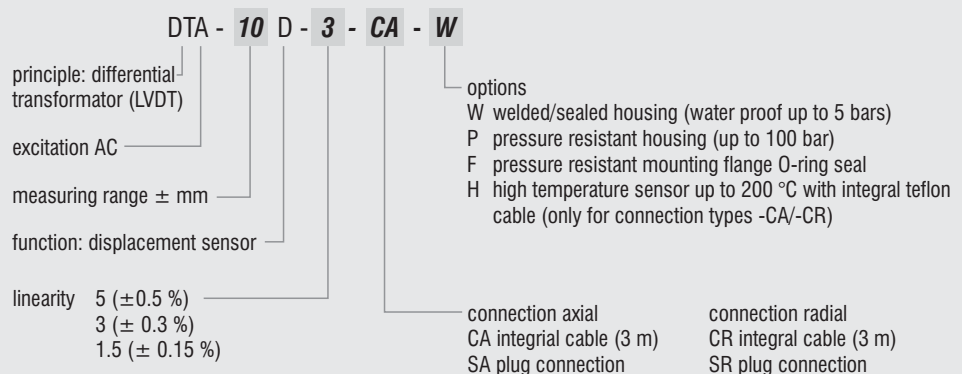 DTA - 10 D - 3 - CA - W
principle: differential
transformator (LVDT)
excitation AC
measuring range ± mm
function: displacement sensor
linearity 5 (±0.5 %)
3 (± 0.3 %)
1.5 (± 0.15 %)
options
W welded/sealed housing (water proof up to 5 bars)
P pressure resistant housing (up to 100 bar)
F pressure resistant mounting flange O-ring seal
H high temperature sensor up to 200 °C with integral teflon
cable (only for connection types -CA/-CR)
connection axial
CA integrial cable (3 m)
SA plug connection
connection radial
CR integral cable (3 m)
SR plug connection